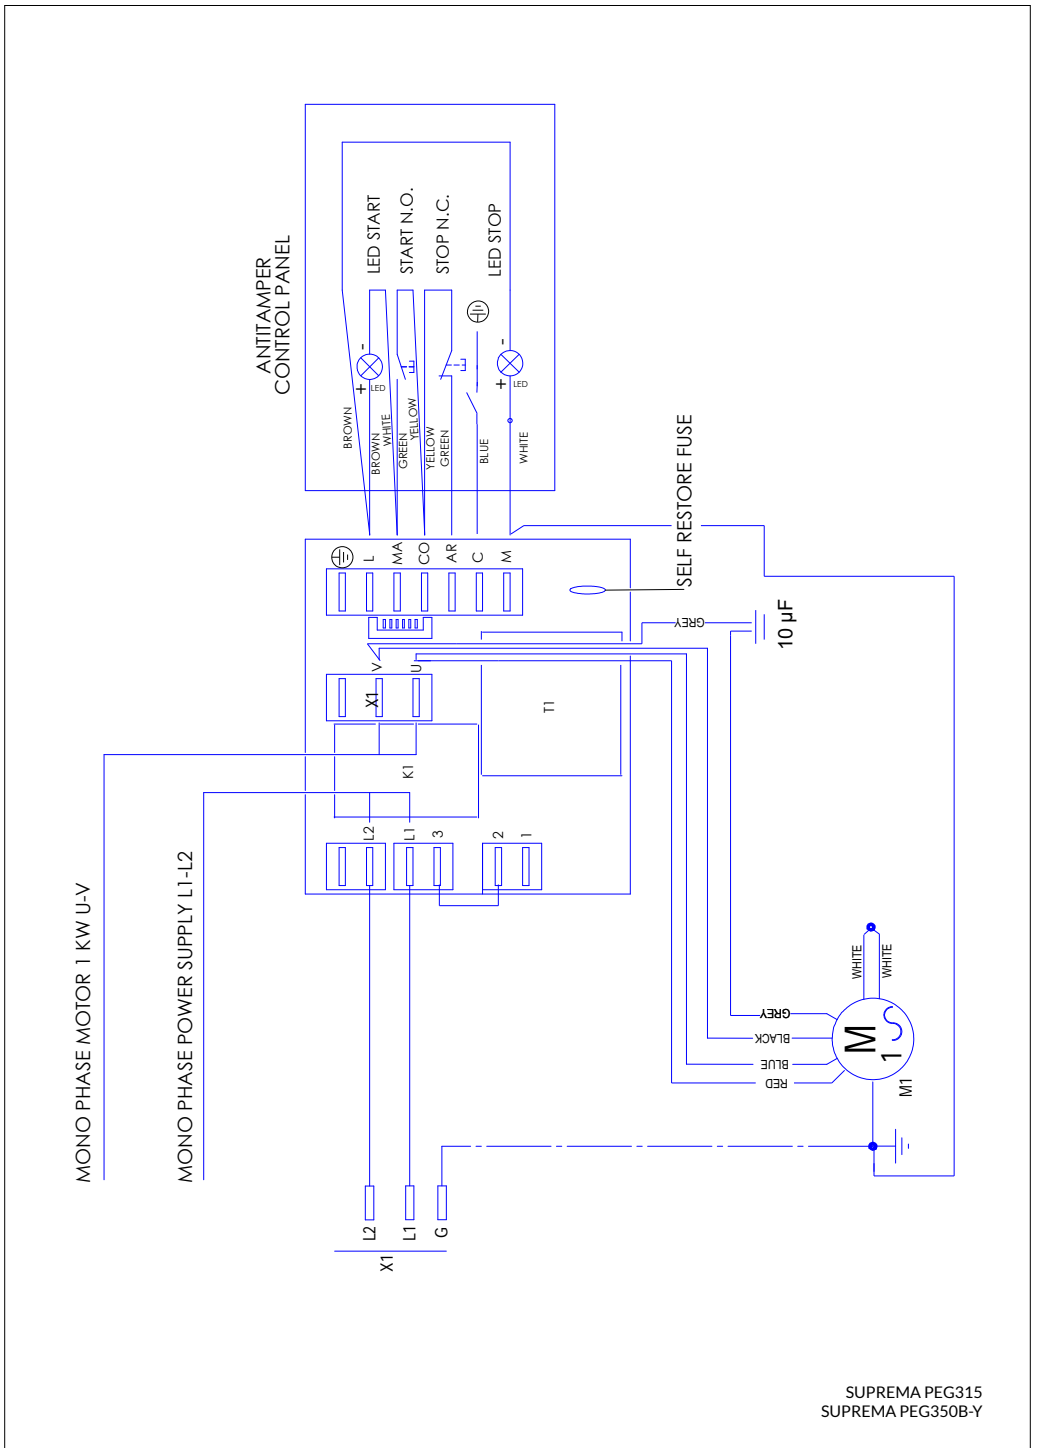 ANTITAMPER
CONTROL PANEL
LED START
START N.O.
STOP N.C.
LED STOP
+
-
LED
+
-
LED
BROWN
BROWN
WHITE
GREEN
YELLOW
YELLOW
GREEN
BLUE
WHITE
L
MA
CO
AR
C
M
SELF RESTORE FUSE
GREY
10 µF
V
U
X1
T1
K1
L2
L1
3
2
1
MONO PHASE MOTOR 1 KW U-V
MONO PHASE POWER SUPPLY L1-L2
WHITE
WHITE
GREY
BLACK
BLUE
RED
M
1
M1
L2
L1
G
X1
SUPREMA PEG315
SUPREMA PEG350B-Y